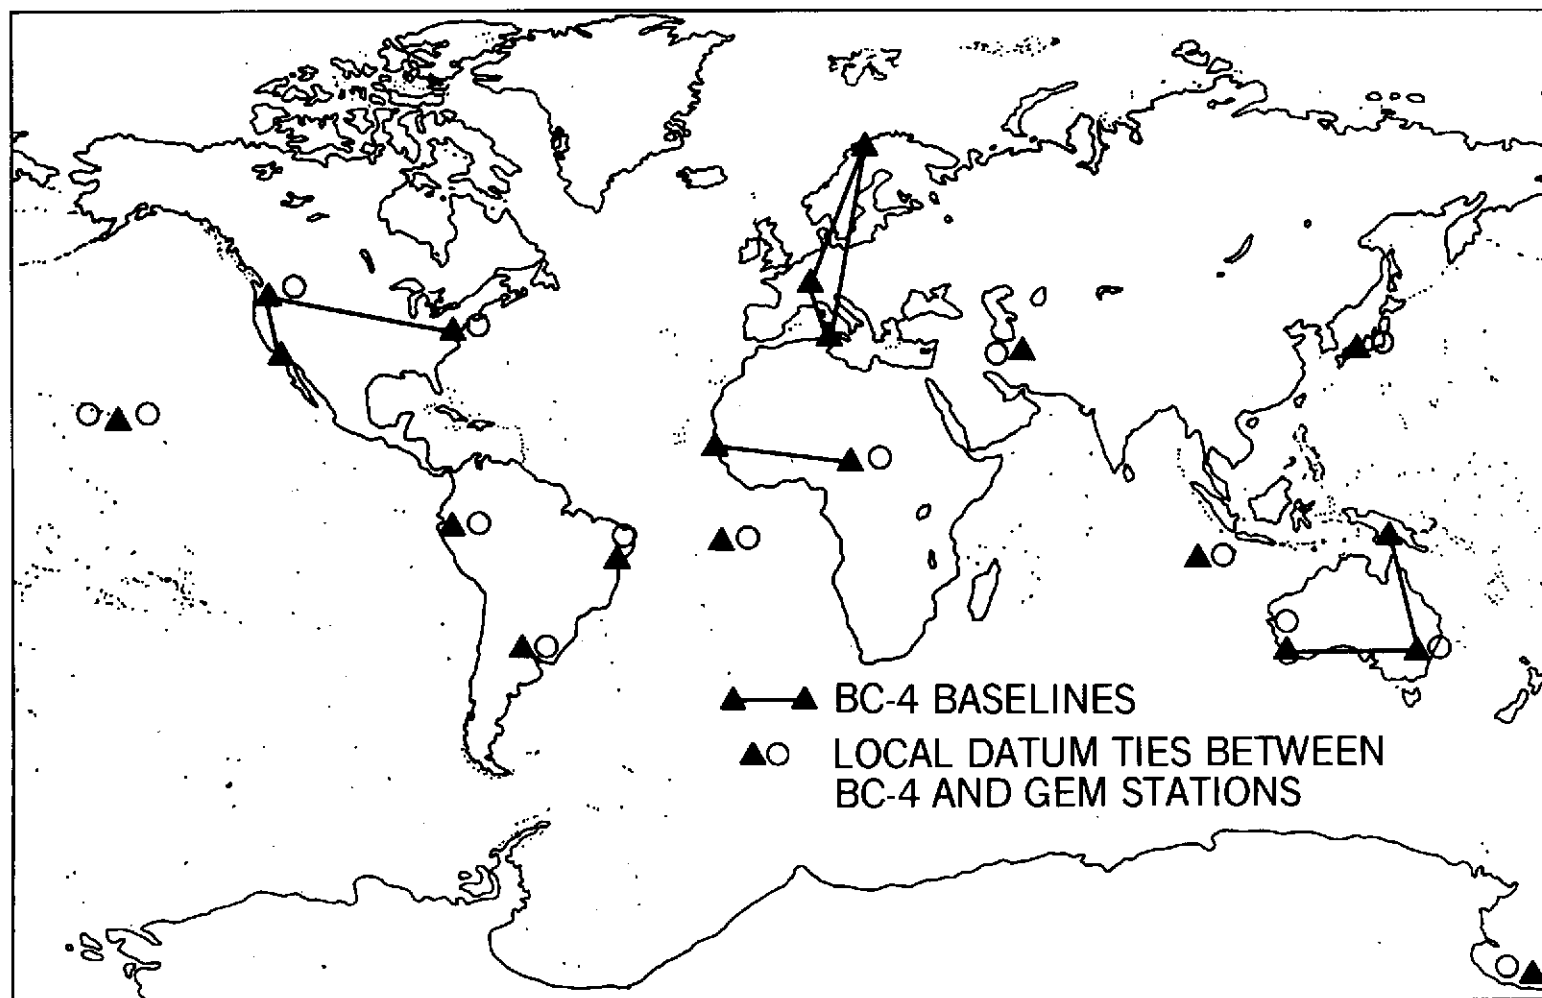 BC-4 BASELINES
LOCAL DATUM TIES BETWEEN
BC-4 AND GEM STATIONS